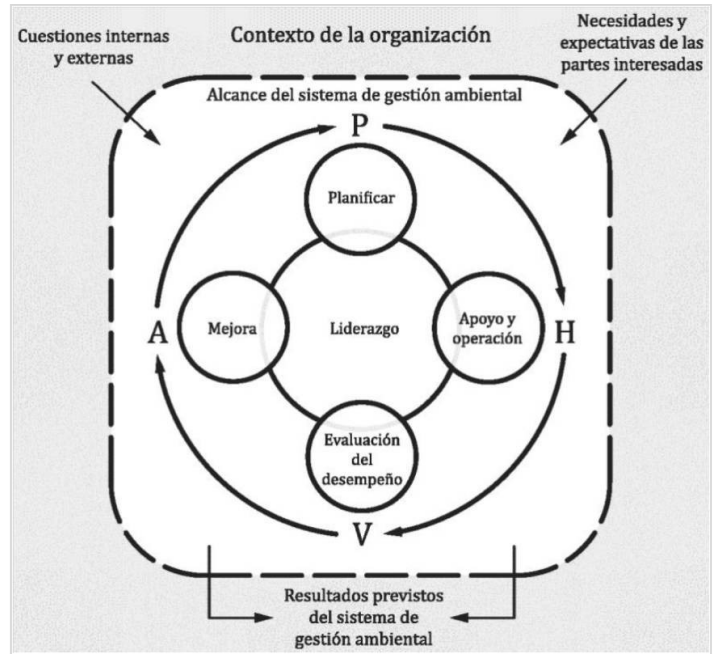 Cuestiones internas
y externas
Contexto de la organización
Necesidades y
expectativas de las
partes interesadas
Alcance del sistema de gestión ambiental
P
Planificar
A
Mejora
Liderazgo
Apoyo y
operación
H
Evaluación
del
desempeño
V
Resultados previstos
del sistema de
gestión ambiental